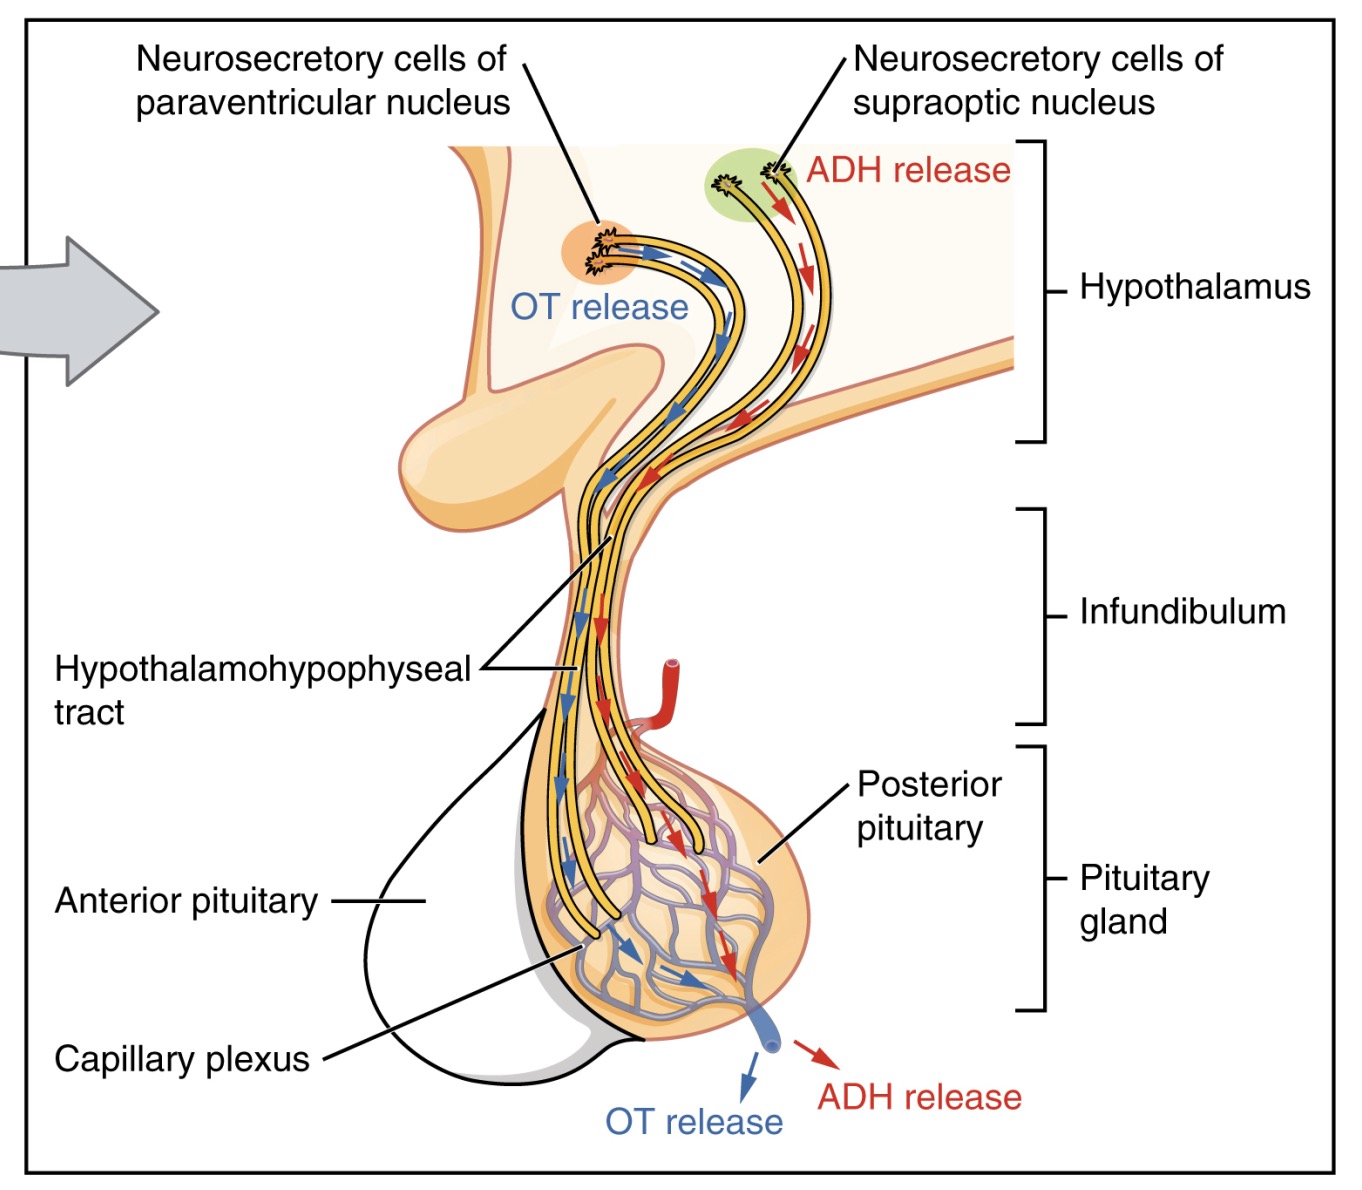 Neurosecretory cells of
paraventricular nucleus
Neurosecretory cells of
supraoptic nucleus
ADH release
OT release
Hypothalamus
Infundibulum
Hypothalamohypophyseal
tract
Posterior
pituitary
Pituitary
gland
Anterior pituitary
Capillary plexus
ADH release
OT release